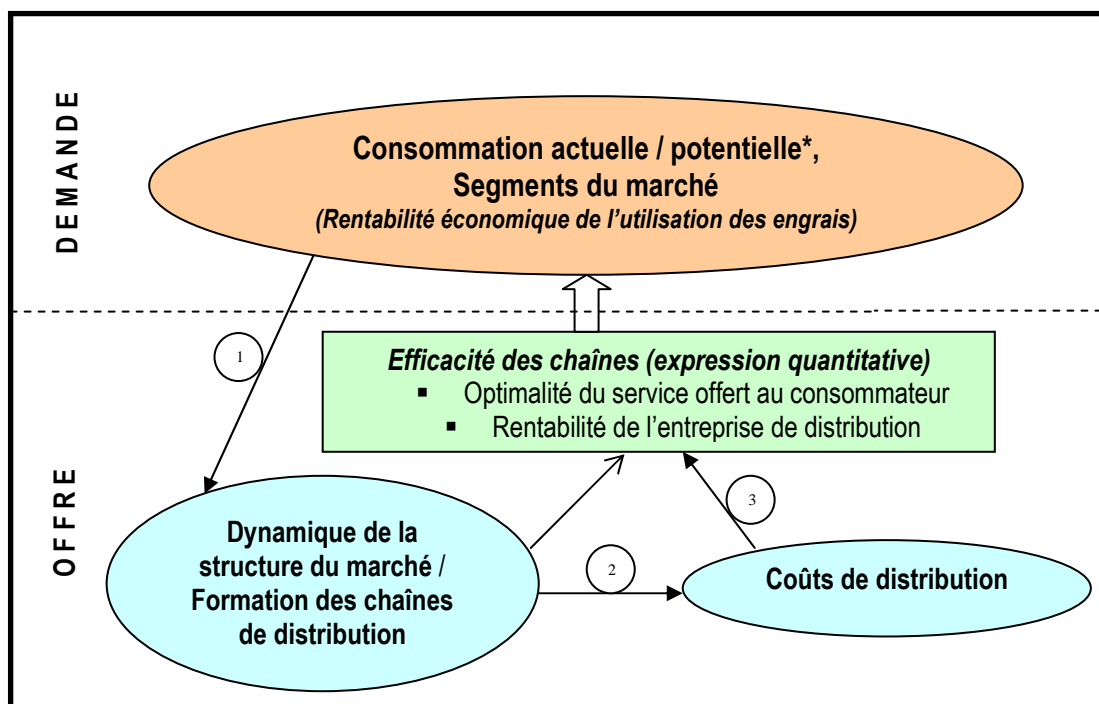 DEMANDE
Consommation actuelle / potentielle*,
Segments du marché
(Rentabilité économique de l’utilisation des engrais)
1
Efficacité des chaînes (expression quantitative)
▪ Optimalité du service offert au consommateur
▪ Rentabilité de l’entreprise de distribution
OFFRE
Dynamique de la
structure du marché /
Formation des chaînes
de distribution
2
3
Coûts de distribution